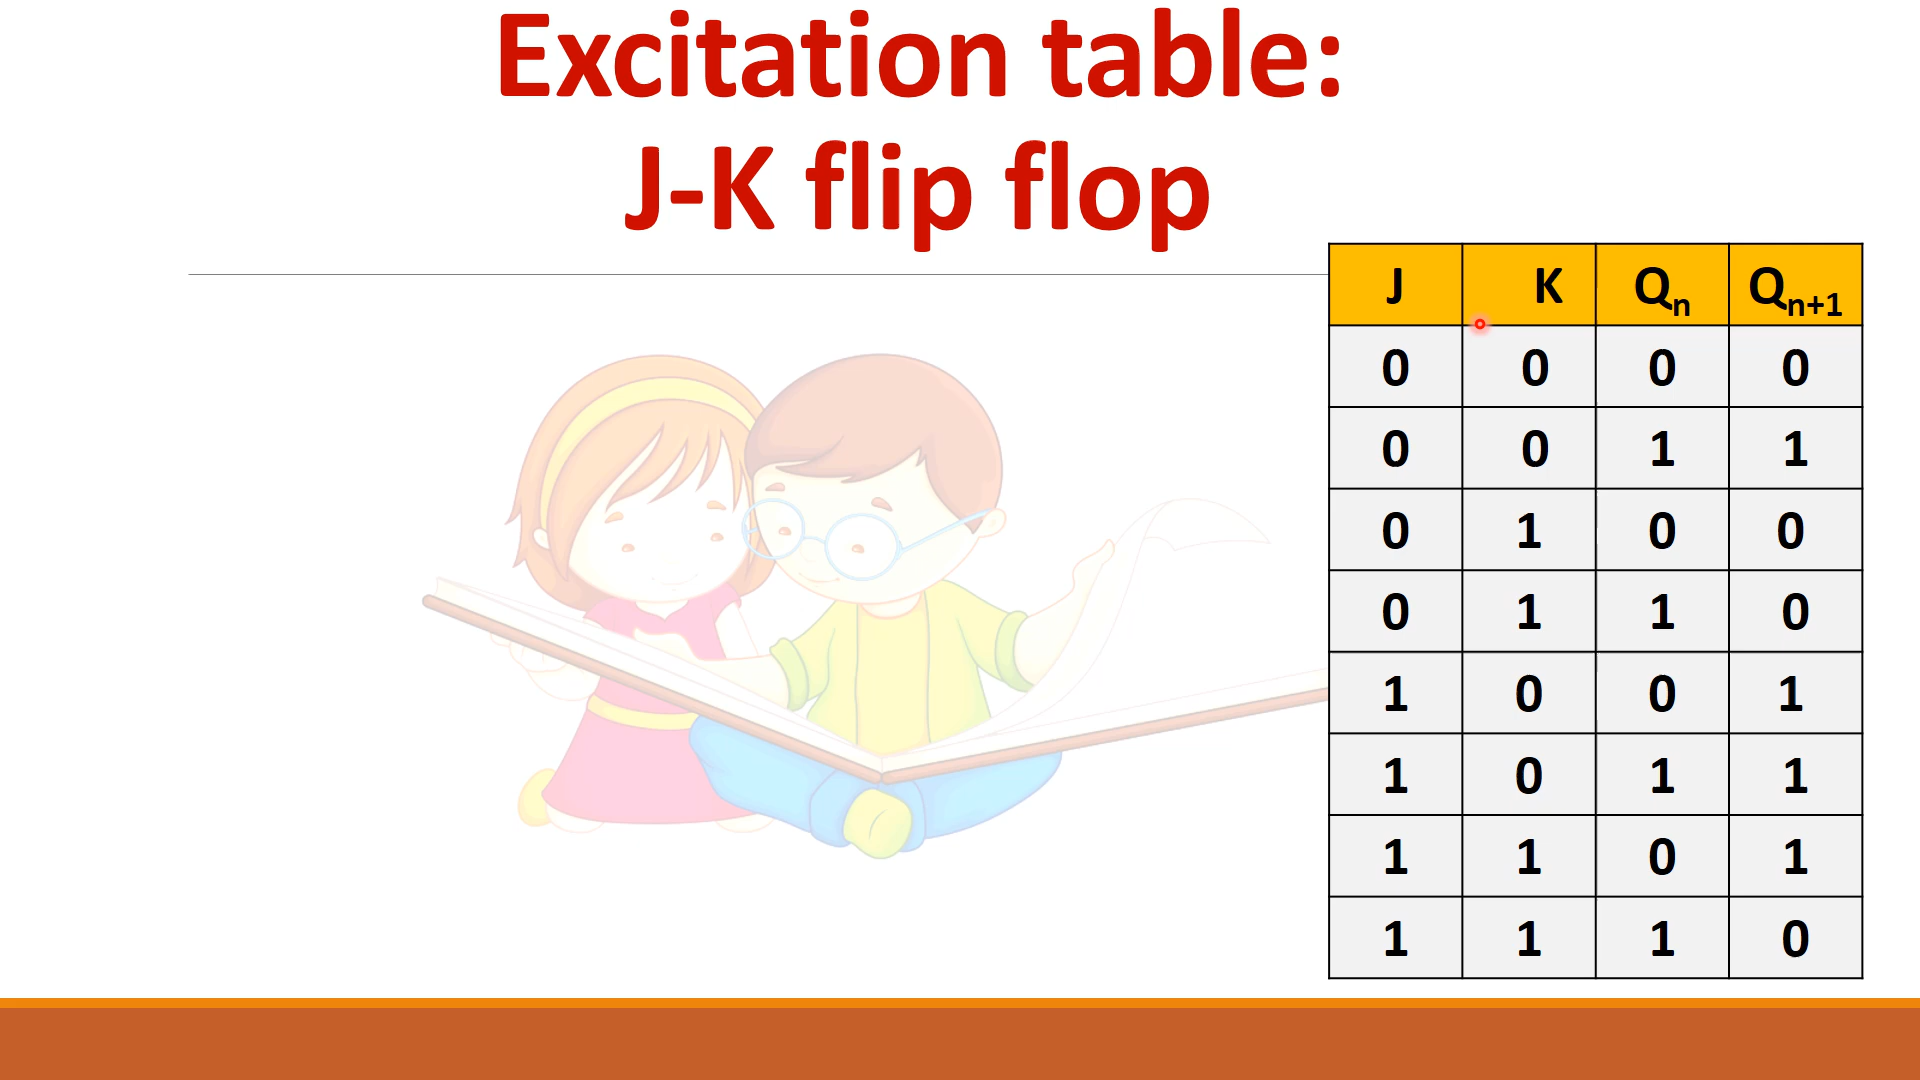 Excitation table:
J-K flip flop
J K Qn Qn+1
0 0 0 0
0 0 1 1
0 1 0 0
0 1 1 0
1 0 0 1
1 0 1 1
1 1 0 1
1 1 1 0